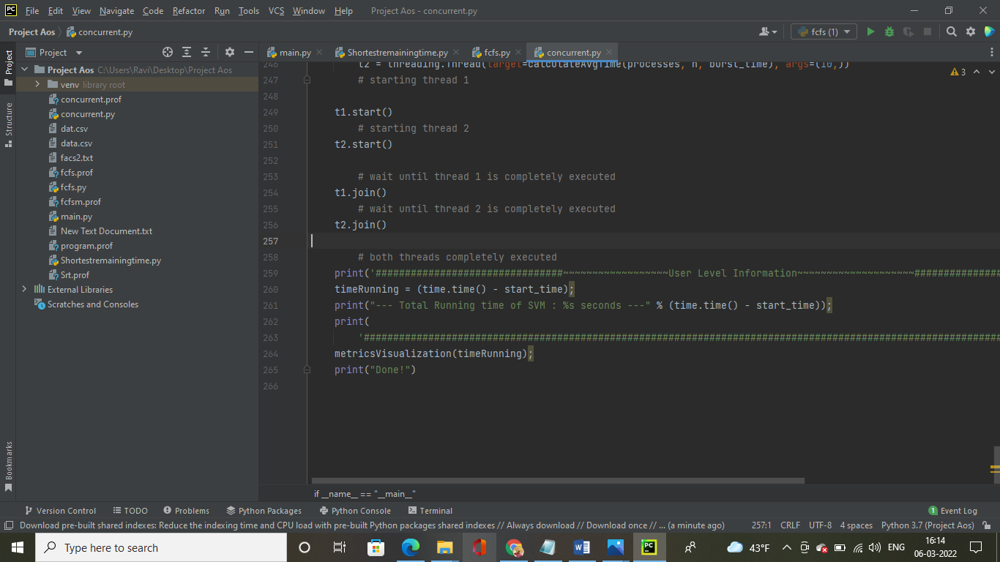 PC File Edit View Navigate Code Refactor Run Tools VCS Window Help Project Aos - concurrent.py
Project Aos concurrent.py fcfs (1)
Project main.py Shortestremainingtime.py fcfs.py concurrent.py
Project
Structure
Bookmarks
Project Aos C:\Users\Ravi\Desktop\Project Aos
venv library root
concurrent.prof
concurrent.py
dat.csv
data.csv
facs2.txt
fcfs.prof
fcfs.py
fcfsm.prof
main.py
New Text Document.txt
program.prof
Shortestremainingtime.py
Srt.prof
External Libraries
Scratches and Consoles
3
246 t2 = threading.Thread(target=calculateAvgTime(processes, n, burst_time), args=(10,))
247 # starting thread 1
248
249 t1.start()
250 # starting thread 2
251 t2.start()
252
253 # wait until thread 1 is completely executed
254 t1.join()
255 # wait until thread 2 is completely executed
256 t2.join()
257
258 # both threads completely executed
259 print('################################~~~~~~~~~~~~~~~~~~User Level Information~~~~~~~~~~~~~~~~~~~~###############
260 timeRunning = (time.time() - start_time);
261 print("--- Total Running time of SVM : %s seconds ---" % (time.time() - start_time));
262 print(
263 '#############################################################################################################
264 metricsVisualization(timeRunning);
265 print("Done!")
266
if __name__ == "__main__"
Version Control TODO Problems Python Packages Python Console Terminal 1 Event Log
Download pre-built shared indexes: Reduce the indexing time and CPU load with pre-built Python packages shared indexes // Always download // Download once // ... (a minute ago) 257:1 CRLF UTF-8 4 spaces Python 3.7 (Project Aos)
Type here to search W PC 43°F ENG 16:14
06-03-2022